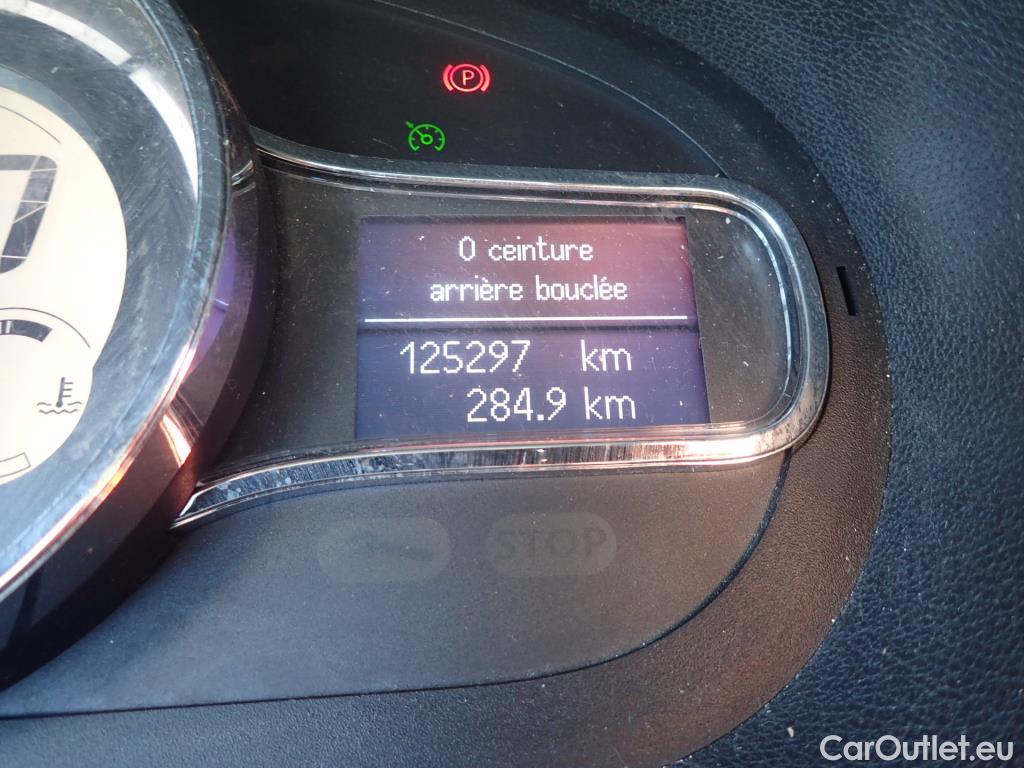 P
0 ceinture
arrière bouclée
125297 km
284.9 km
STOP
CarOutlet.eu